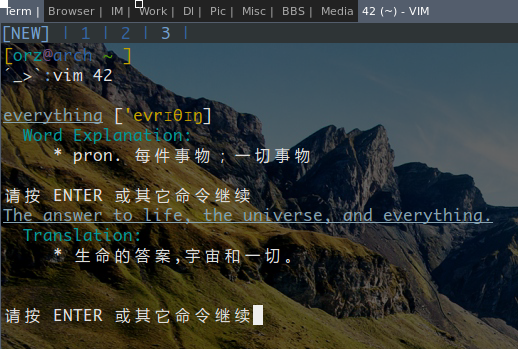 Term | Browser | IM | Work | DI | Pic | Misc | BBS | Media 42 (~) - VIM
[NEW] | 1 | 2 | 3 |
[orz@arch ~ ]
´_>`:vim 42
everything ['evrɪθɪŋ]
Word Explanation:
* pron. 每件事物；一切事物
请按 ENTER 或其它命令继续
The answer to life, the universe, and everything.
Translation:
* 生命的答案,宇宙和一切。
请按 ENTER 或其它命令继续